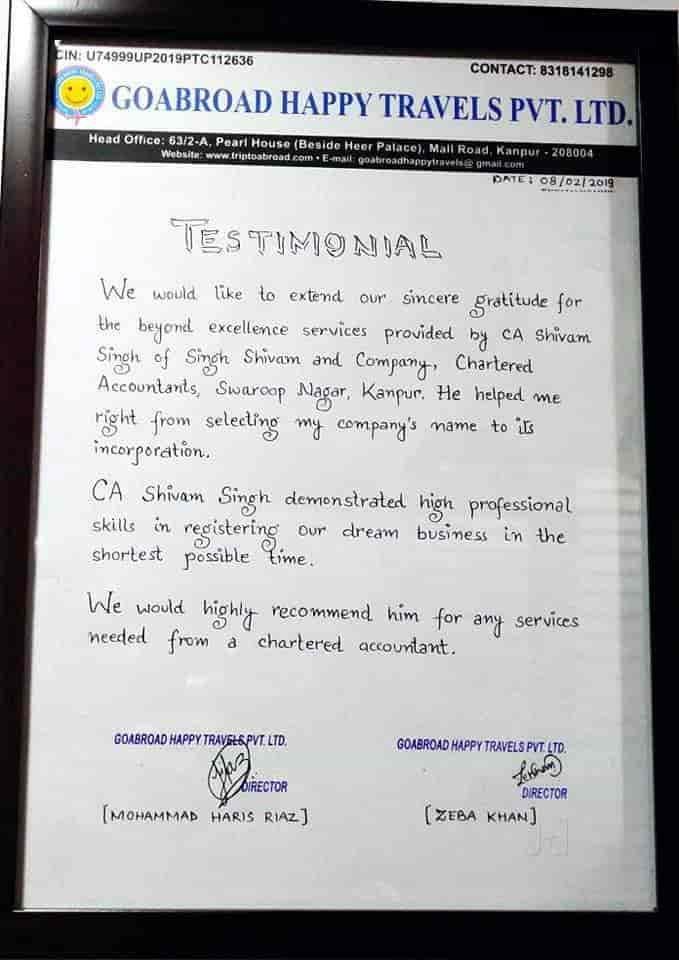 CIN: U74999UP2019PTC112636
CONTACT: 8318141298
GOABROAD HAPPY TRAVELS PVT. LTD.
Head Office: 63/2-A, Pearl House (Beside Heer Palace), Mall Road, Kanpur - 208004
Website: www.triptoabroad.com • E-mail: goabroadhappytravels@gmail.com
DATE: 08/02/2019
TESTIMONIAL
We would like to extend our sincere gratitude for
the beyond excellence services provided by CA Shivam
Singh of Singh Shivam and Company, Chartered
Accountants, Swaroop Nagar, Kanpur. He helped me
right from selecting my company's name to its
incorporation.
CA Shivam Singh demonstrated high professional
skills in registering our dream business in the
shortest possible time.
We would highly recommend him for any services
needed from a chartered accountant.
GOABROAD HAPPY TRAVELS PVT. LTD.
DIRECTOR
[MOHAMMAD HARIS RIAZ]
GOABROAD HAPPY TRAVELS PVT. LTD.
DIRECTOR
[ZEBA KHAN]